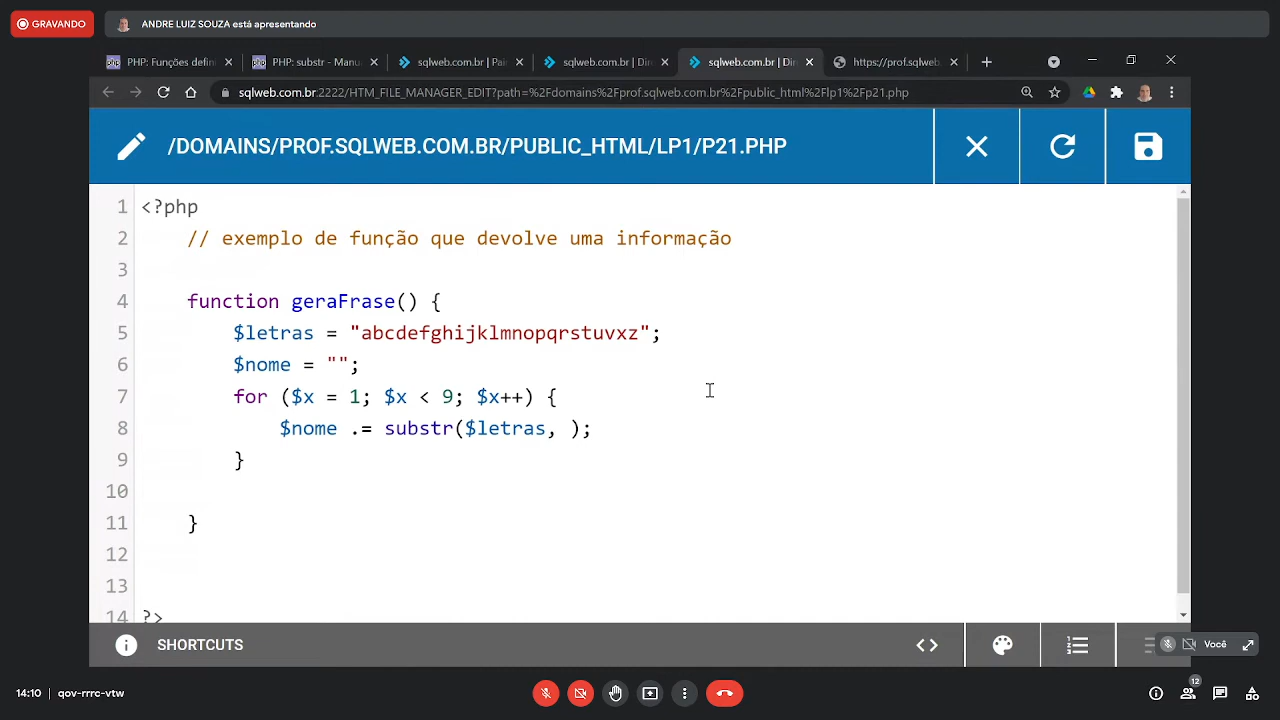 GRAVANDO
ANDRE LUIZ SOUZA está apresentando
PHP: Funções defin
PHP: substr - Manu
sqlweb.com.br | Pai
sqlweb.com.br | Dir
sqlweb.com.br | Dir
https://prof.sqlweb.
sqlweb.com.br:2222/HTM_FILE_MANAGER_EDIT?path=%2Fdomains%2Fprof.sqlweb.com.br%2Fpublic_html%2Flp1%2Fp21.php
/DOMAINS/PROF.SQLWEB.COM.BR/PUBLIC_HTML/LP1/P21.PHP
1 <?php
2 // exemplo de função que devolve uma informação
3
4 function geraFrase() {
5 $letras = "abcdefghijklmnopqrstuvxz";
6 $nome = "";
7 for ($x = 1; $x < 9; $x++) {
8 $nome .= substr($letras, );
9 }
10
11 }
12
13
14 ?>
SHORTCUTS
Você
14:10 | qov-rrrc-vtw
12